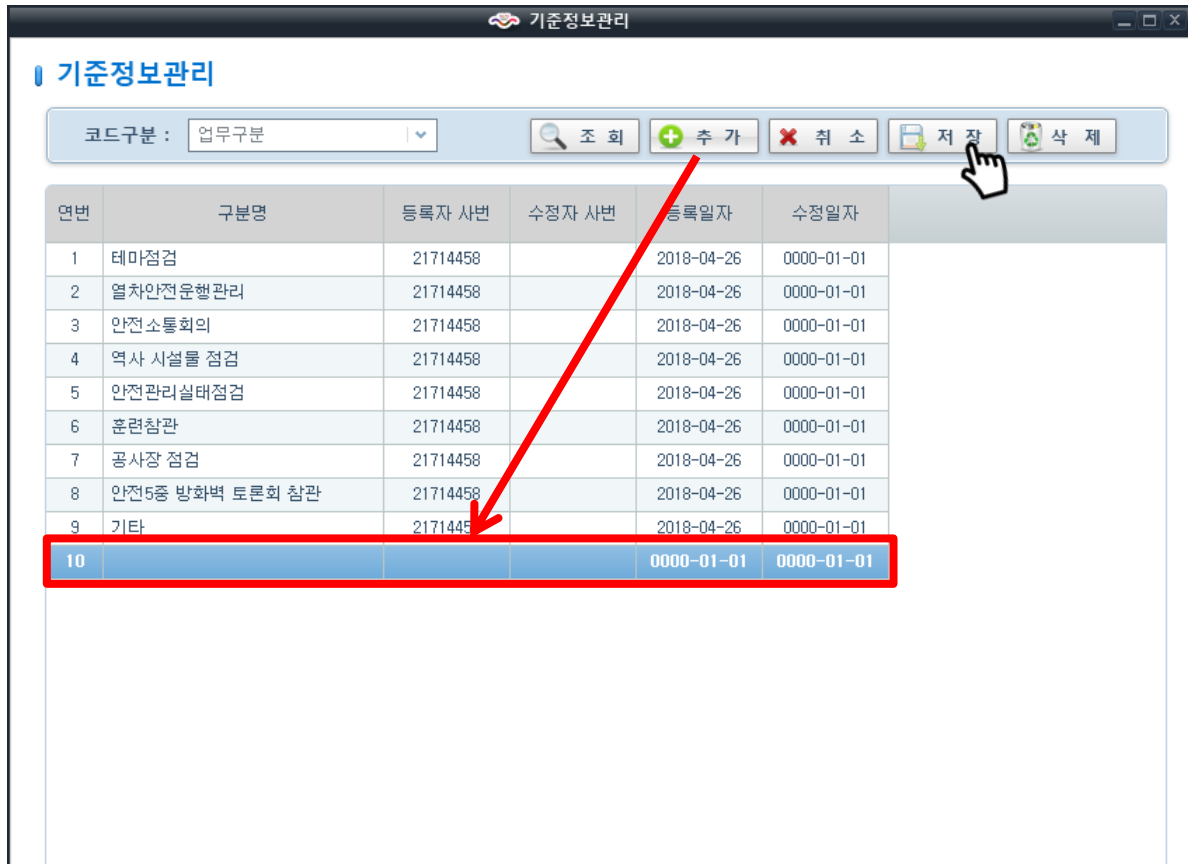 기준정보관리
기준정보관리
코드구분 : 업무구분 조 회 추 가 취 소 저 장 삭 제
연번 구분명 등록자 사번 수정자 사번 등록일자 수정일자
1 테마점검 21714458 2018-04-26 0000-01-01
2 열차안전운행관리 21714458 2018-04-26 0000-01-01
3 안전소통회의 21714458 2018-04-26 0000-01-01
4 역사 시설물 점검 21714458 2018-04-26 0000-01-01
5 안전관리실태점검 21714458 2018-04-26 0000-01-01
6 훈련참관 21714458 2018-04-26 0000-01-01
7 공사장 점검 21714458 2018-04-26 0000-01-01
8 안전5중 방화벽 토론회 참관 21714458 2018-04-26 0000-01-01
9 기타 21714458 2018-04-26 0000-01-01
10 0000-01-01 0000-01-01